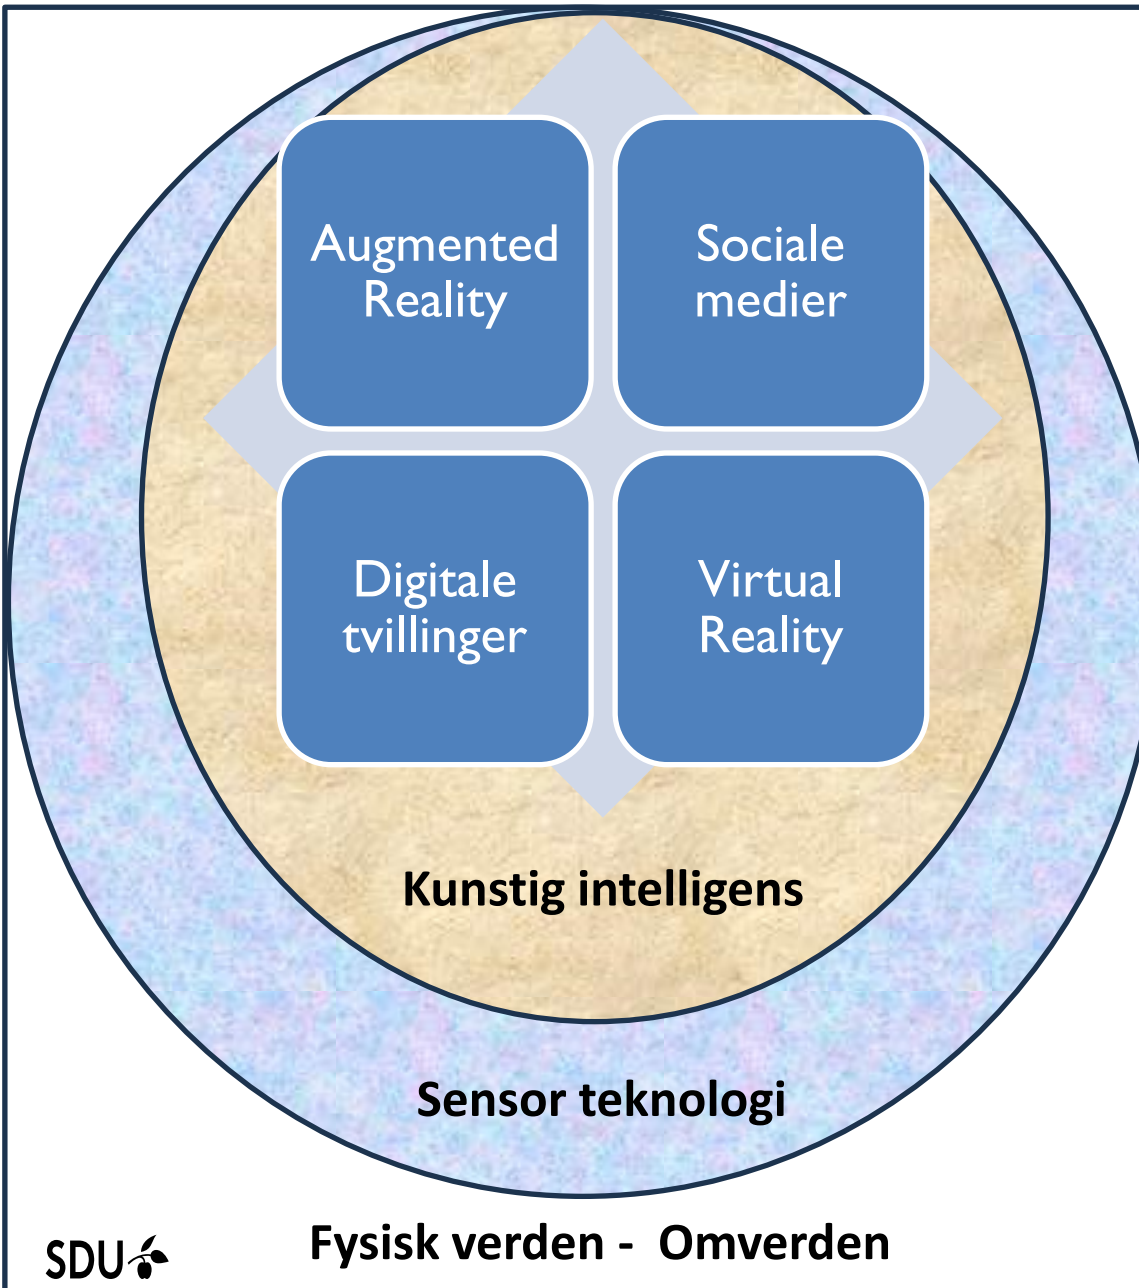 Augmented
Reality
Sociale
medier
Digitale
tvillinger
Virtual
Reality
Kunstig intelligens
Sensor teknologi
Fysisk verden -  Omverden
SDU